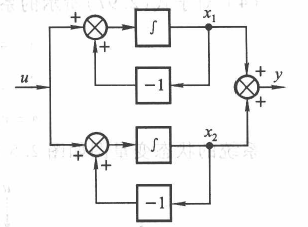 + ∫ x₁
+
-1
+
u y
+
+ ∫ x₂
+
-1